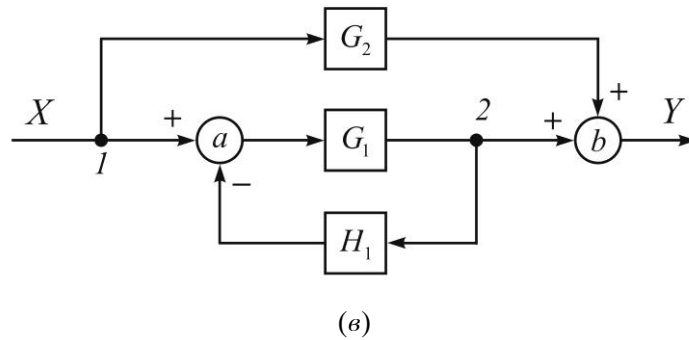 G₂
X + + Y
1 a G₁ 2 + b
−
H₁
(в)